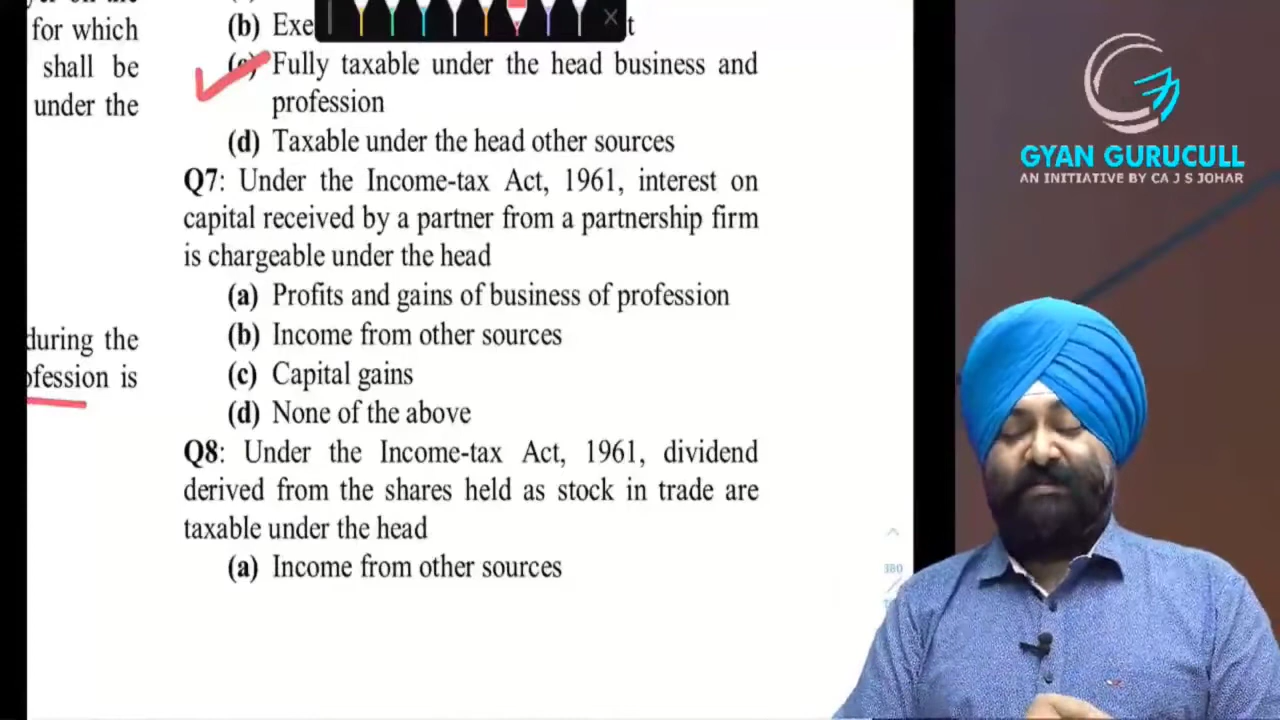 for which
shall be
under the
during the
ofession is
(b) Exe t
(c) Fully taxable under the head business and
profession
(d) Taxable under the head other sources
Q7: Under the Income-tax Act, 1961, interest on
capital received by a partner from a partnership firm
is chargeable under the head
(a) Profits and gains of business of profession
(b) Income from other sources
(c) Capital gains
(d) None of the above
Q8: Under the Income-tax Act, 1961, dividend
derived from the shares held as stock in trade are
taxable under the head
(a) Income from other sources
380
GYAN GURUCULL
AN INITIATIVE BY CA J S JOHAR